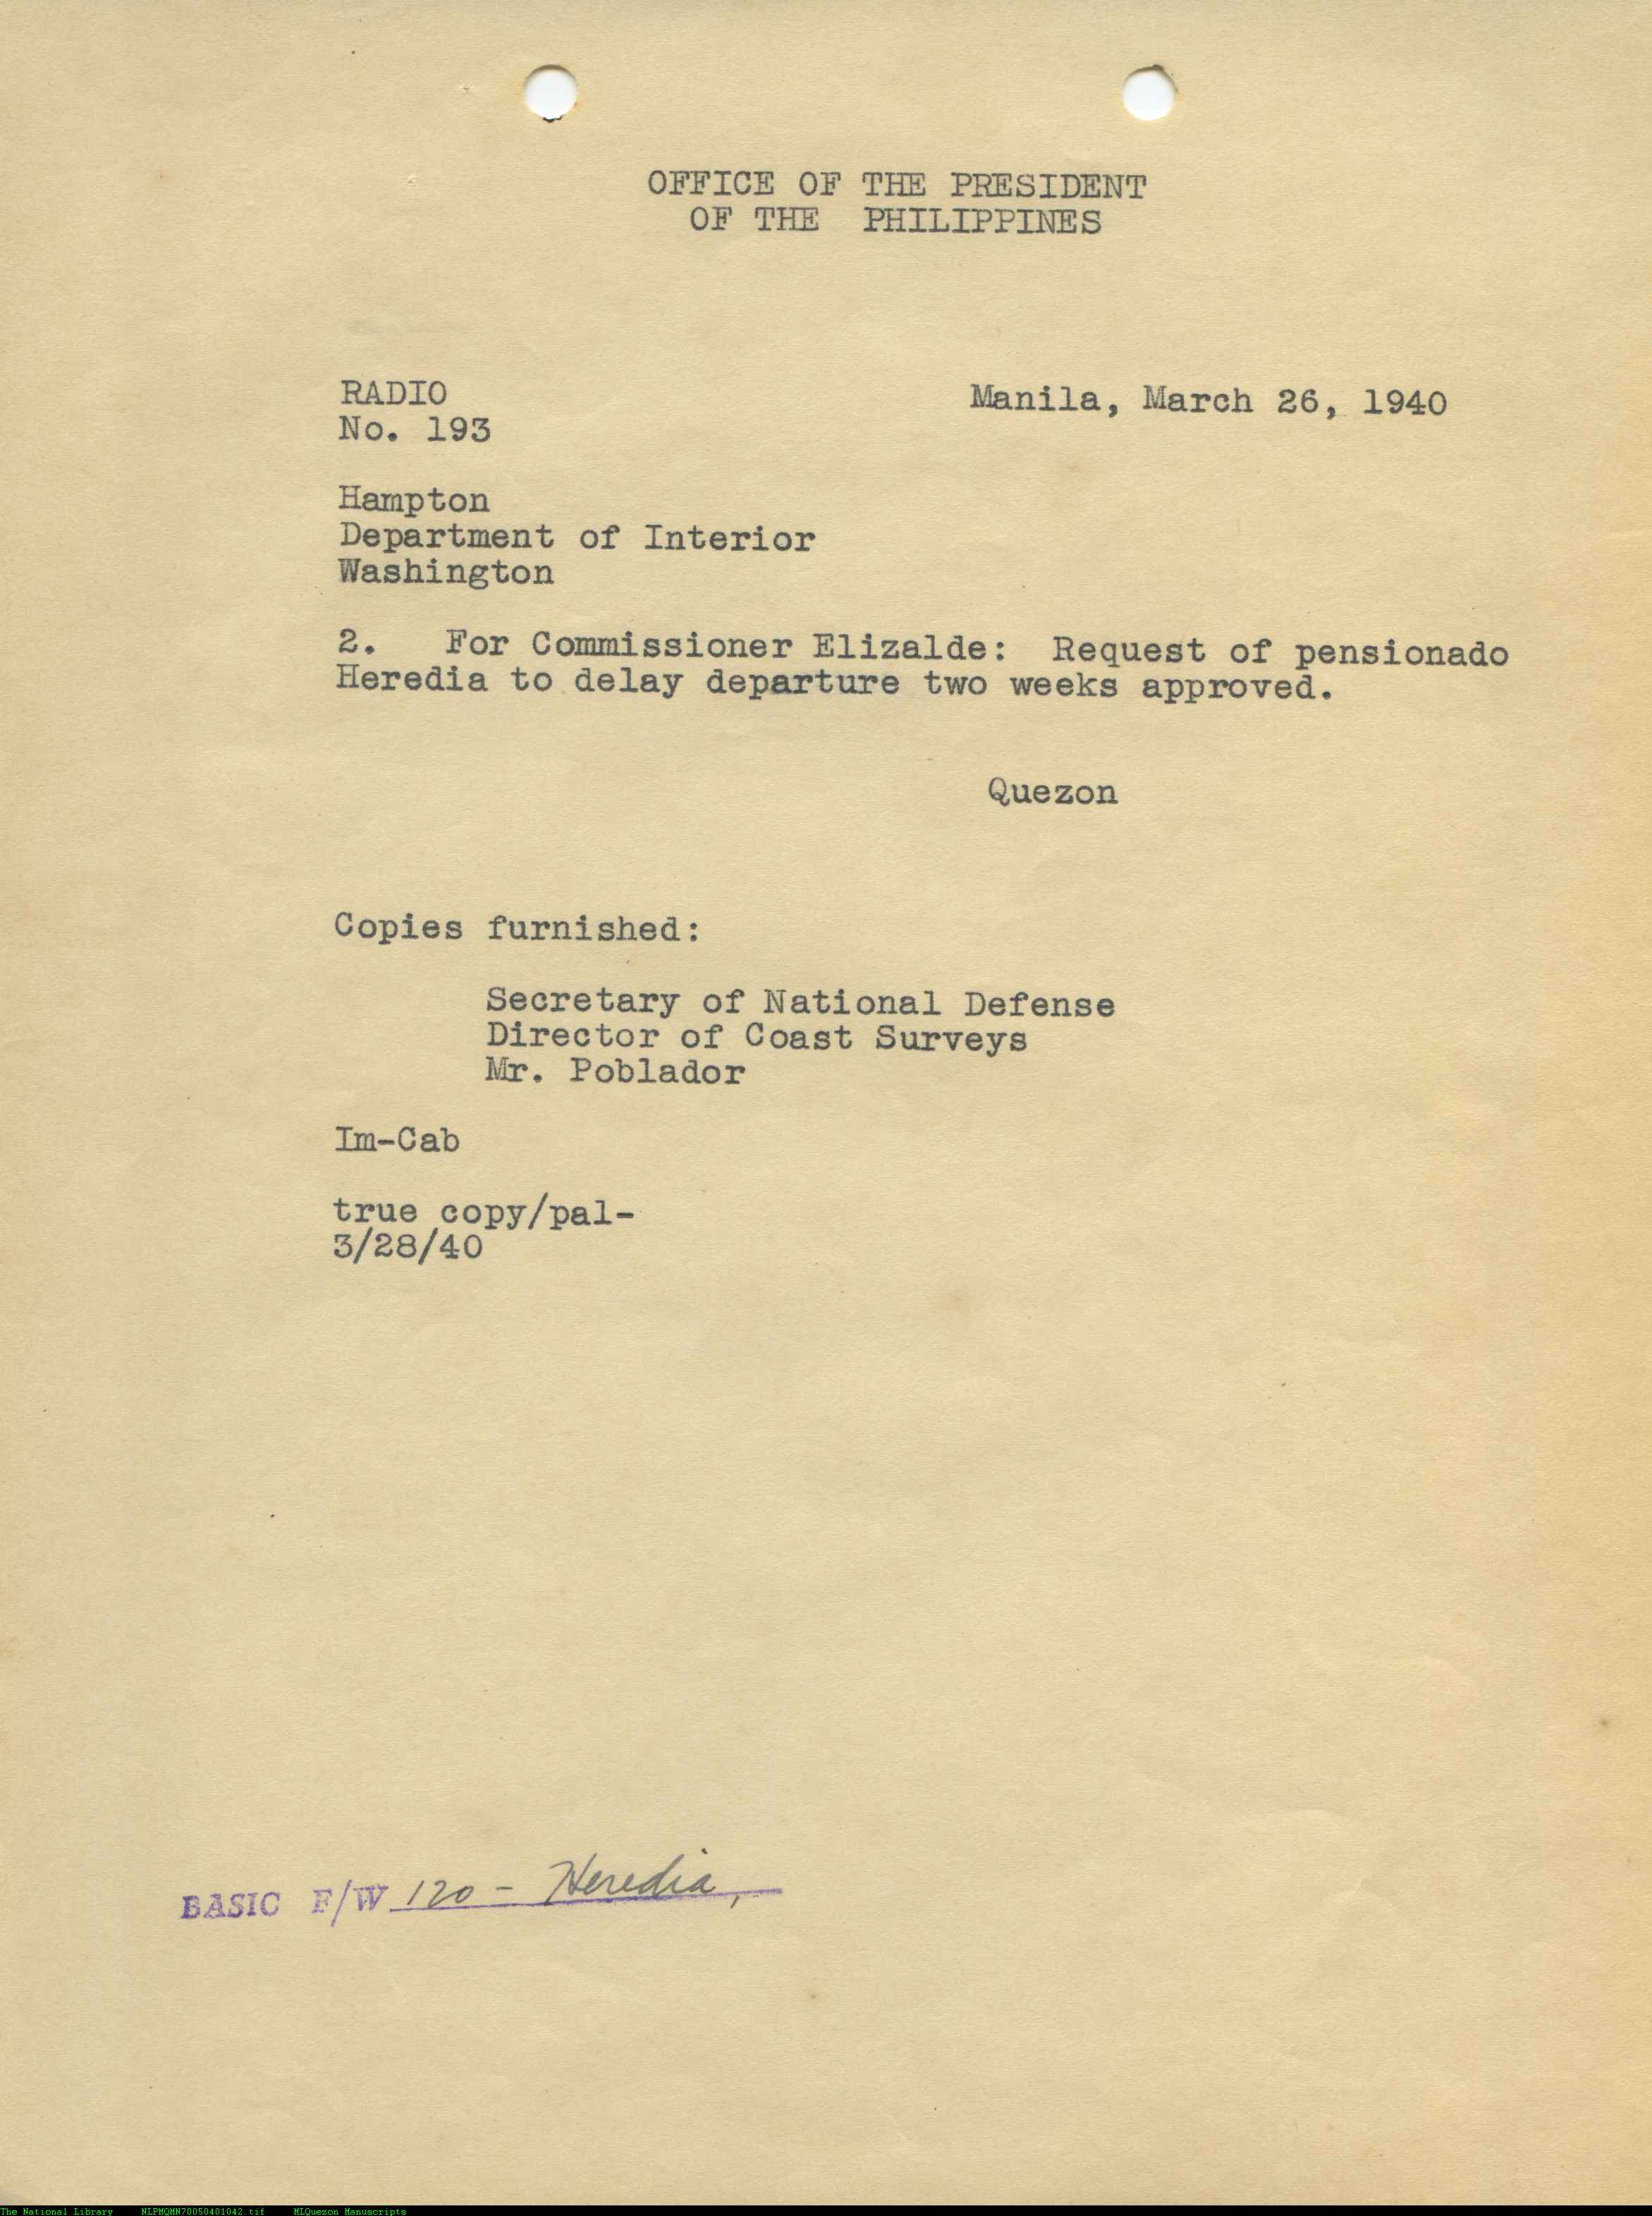 OFFICE OF THE PRESIDENT
OF THE PHILIPPINES
RADIO
No. 193
Manila, March 26, 1940
Hampton
Department of Interior
Washington
2. For Commissioner Elizalde: Request of pensionado
Heredia to delay departure two weeks approved.
Quezon
Copies furnished:
Secretary of National Defense
Director of Coast Surveys
Mr. Poblador
Im-Cab
true copy/pal-
3/28/40
BASIC F/W 120 - Heredia,
The National Library NLPMQMN70050401042.tif MLQuezon Manuscripts